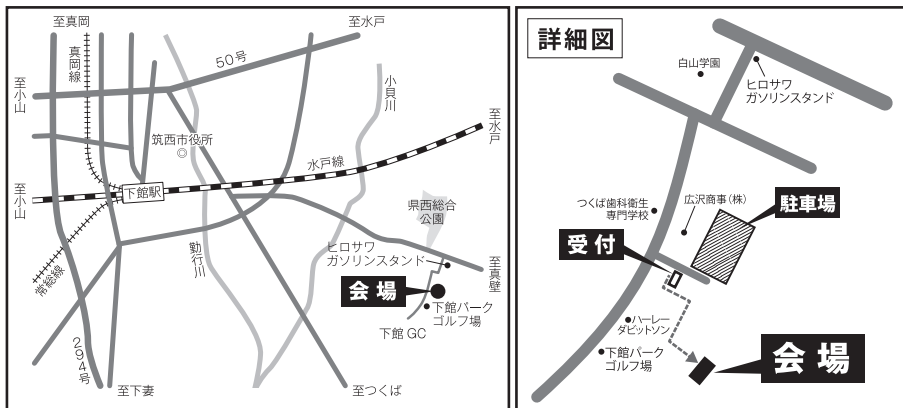 至真岡
至水戸
真岡線
50号
至小山
小貝川
至水戸
筑西市役所
水戸線
下館駅
至小山
県西総合
公園
ヒロサワ
ガソリンスタンド
勤行川
至真壁
常総線
会場
下館パーク
ゴルフ場
下館 GC
294号
至下妻
至つくば
詳細図
白山学園
ヒロサワ
ガソリンスタンド
つくば歯科衛生
専門学校
広沢商事(株)
駐車場
受付
ハーレー
ダビットソン
下館パーク
ゴルフ場
会場